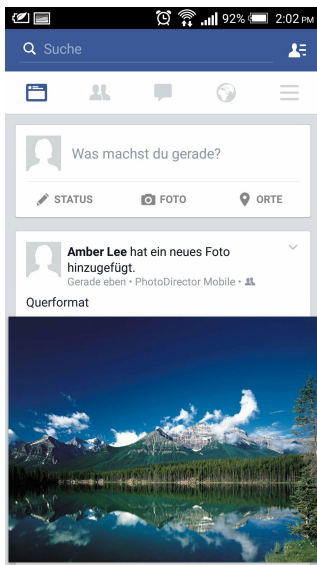 92% 2:02 PM
Suche
Was machst du gerade?
STATUS FOTO ORTE
Amber Lee hat ein neues Foto
hinzugefügt.
Gerade eben • PhotoDirector Mobile •
Querformat